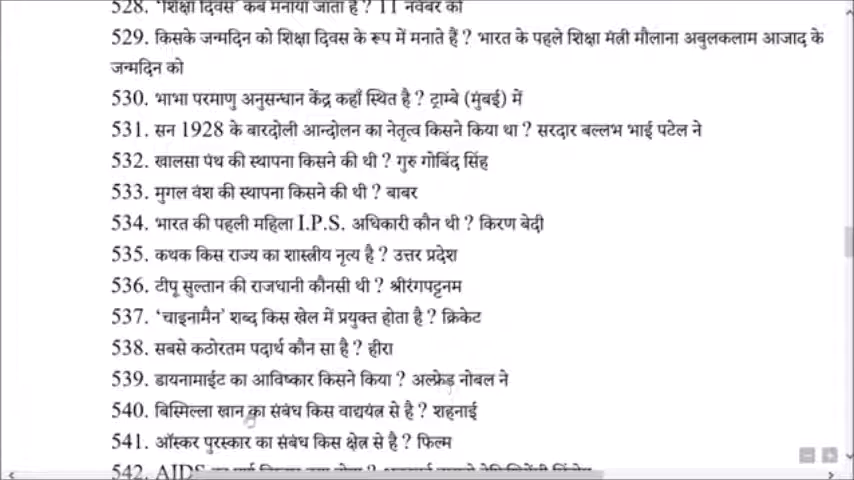 528. 'शिक्षा दिवस' कब मनाया जाता है ? 11 नवंबर को
529. किसके जन्मदिन को शिक्षा दिवस के रूप में मनाते हैं ? भारत के पहले शिक्षा मंत्री मौलाना अबुलकलाम आजाद के
जन्मदिन को
530. भाभा परमाणु अनुसन्धान केंद्र कहाँ स्थित है ? ट्राम्बे (मुंबई) में
531. सन 1928 के बारदोली आन्दोलन का नेतृत्व किसने किया था ? सरदार बल्लभ भाई पटेल ने
532. खालसा पंथ की स्थापना किसने की थी ? गुरु गोबिंद सिंह
533. मुगल वंश की स्थापना किसने की थी ? बाबर
534. भारत की पहली महिला I.P.S. अधिकारी कौन थी ? किरण बेदी
535. कथक किस राज्य का शास्त्रीय नृत्य है ? उत्तर प्रदेश
536. टीपू सुल्तान की राजधानी कौनसी थी ? श्रीरंगपट्टनम
537. 'चाइनामैन' शब्द किस खेल में प्रयुक्त होता है ? क्रिकेट
538. सबसे कठोरतम पदार्थ कौन सा है ? हीरा
539. डायनामाईट का आविष्कार किसने किया ? अल्फ्रेड़ नोबल ने
540. बिस्मिल्ला खान का संबंध किस वाद्ययंत्र से है ? शहनाई
541. ऑस्कर पुरस्कार का संबंध किस क्षेत्र से है ? फिल्म
542. AIDS